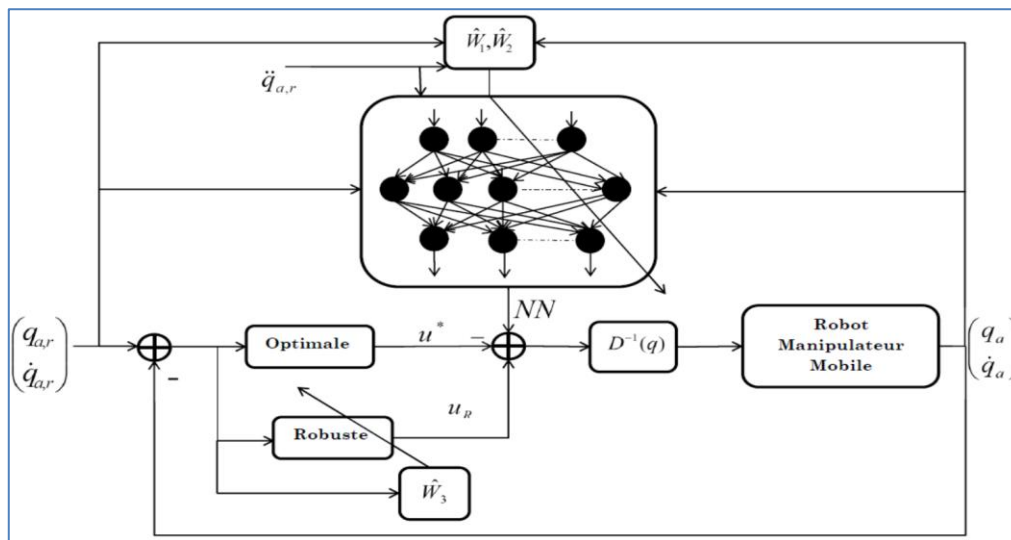 Ŵ₁,Ŵ₂
q̈a,r
NN
(qa,r
q̇a,r)
-
Optimale
u*
-
D⁻¹(q)
Robot
Manipulateur
Mobile
(qa
q̇a)
Robuste
uR
Ŵ₃